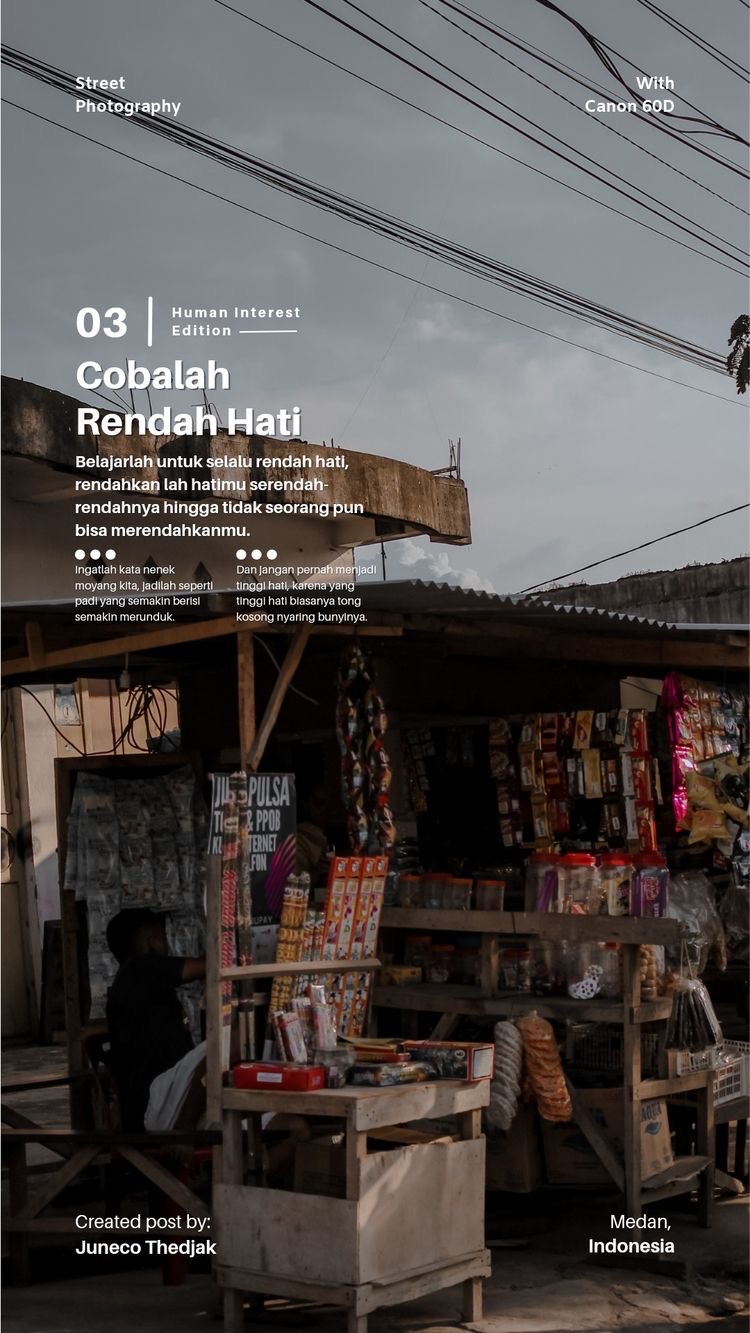 Street
Photography
With
Canon 60D
03
Human Interest
Edition
Cobalah
Rendah Hati
Belajarlah untuk selalu rendah hati,
rendahkan lah hatimu serendah-
rendahnya hingga tidak seorang pun
bisa merendahkanmu.
Ingatlah kata nenek
moyang kita, jadilah seperti
padi yang semakin berisi
semakin merunduk.
Dan jangan pernah menjadi
tinggi hati, karena yang
tinggi hati biasanya tong
kosong nyaring bunyinya.
PULSA
& PPOB
Created post by:
Juneco Thedjak
Medan,
Indonesia